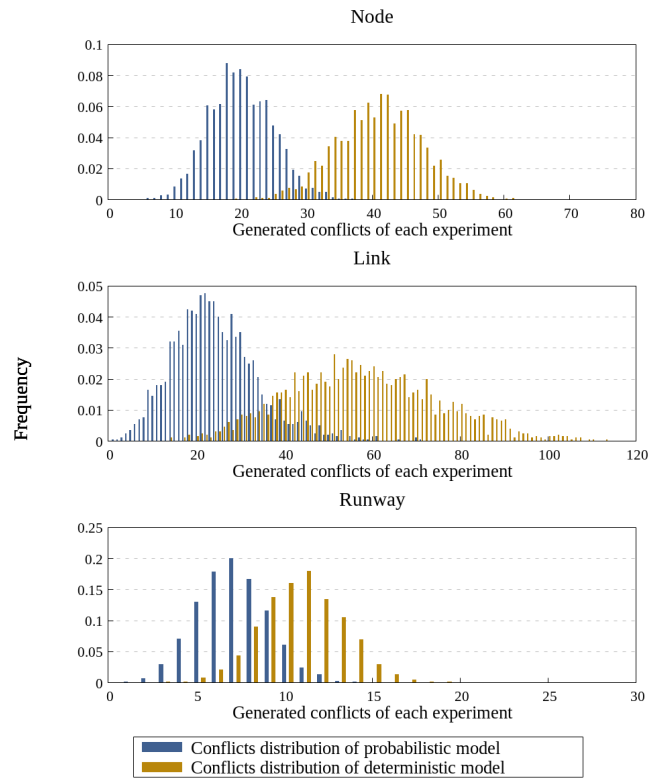 Node
0.1
0.08
0.06
0.04
0.02
0
0 10 20 30 40 50 60 70 80
Generated conflicts of each experiment
Link
Frequency
0.05
0.04
0.03
0.02
0.01
0
0 20 40 60 80 100 120
Generated conflicts of each experiment
Runway
0.25
0.2
0.15
0.1
0.05
0
0 5 10 15 20 25 30
Generated conflicts of each experiment
Conflicts distribution of probabilistic model
Conflicts distribution of deterministic model